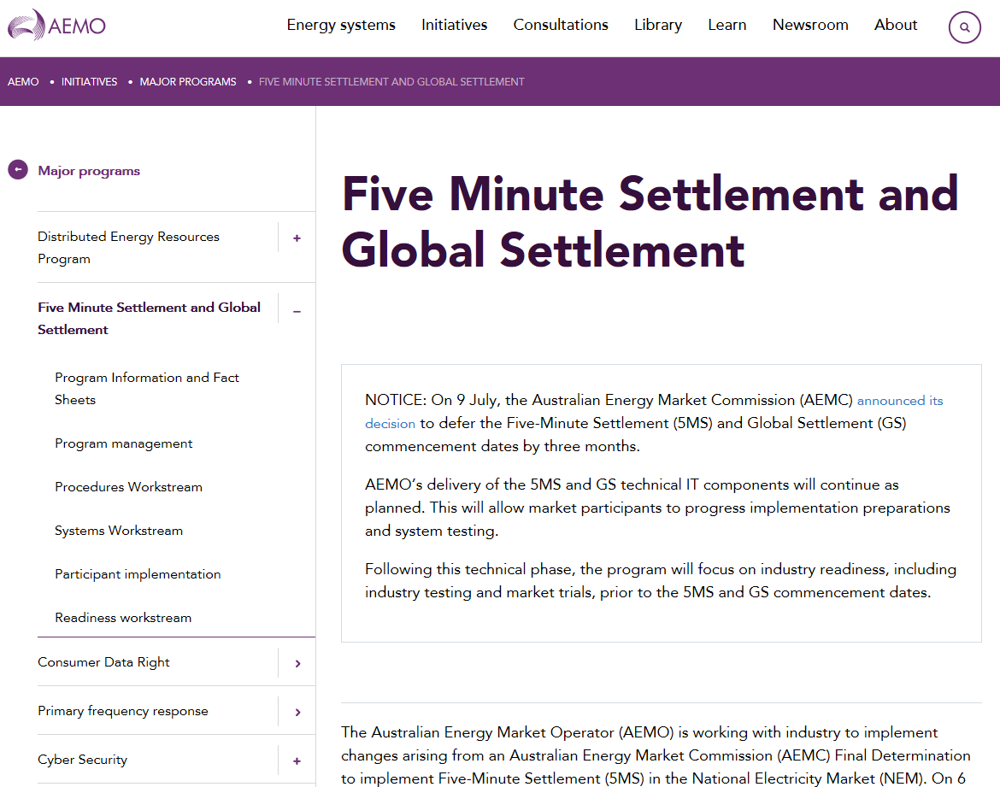 AEMO
Energy systems Initiatives Consultations Library Learn Newsroom About
AEMO • INITIATIVES • MAJOR PROGRAMS • FIVE MINUTE SETTLEMENT AND GLOBAL SETTLEMENT
Major programs
Distributed Energy Resources
Program
Five Minute Settlement and Global
Settlement
Program Information and Fact
Sheets
Program management
Procedures Workstream
Systems Workstream
Participant implementation
Readiness workstream
Consumer Data Right
Primary frequency response
Cyber Security
Five Minute Settlement and
Global Settlement
NOTICE: On 9 July, the Australian Energy Market Commission (AEMC) announced its
decision to defer the Five-Minute Settlement (5MS) and Global Settlement (GS)
commencement dates by three months.
AEMO’s delivery of the 5MS and GS technical IT components will continue as
planned. This will allow market participants to progress implementation preparations
and system testing.
Following this technical phase, the program will focus on industry readiness, including
industry testing and market trials, prior to the 5MS and GS commencement dates.
The Australian Energy Market Operator (AEMO) is working with industry to implement
changes arising from an Australian Energy Market Commission (AEMC) Final Determination
to implement Five-Minute Settlement (5MS) in the National Electricity Market (NEM). On 6